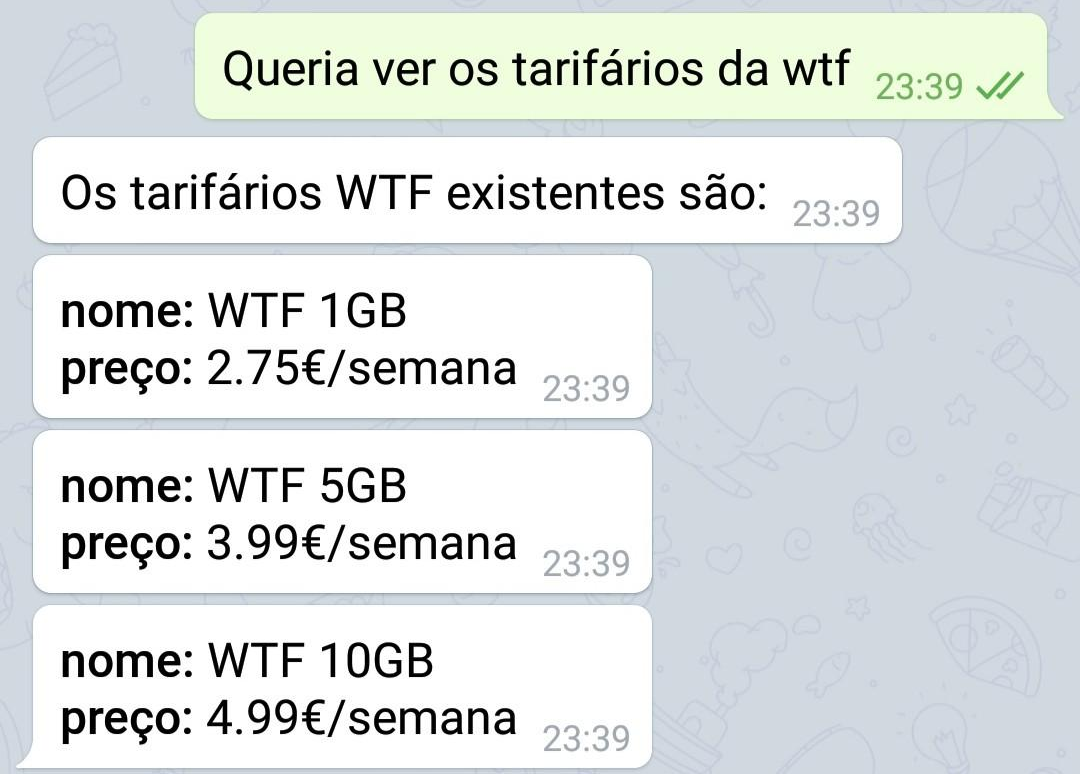 Queria ver os tarifários da wtf 23:39
Os tarifários WTF existentes são: 23:39
nome: WTF 1GB
preço: 2.75€/semana 23:39
nome: WTF 5GB
preço: 3.99€/semana 23:39
nome: WTF 10GB
preço: 4.99€/semana 23:39